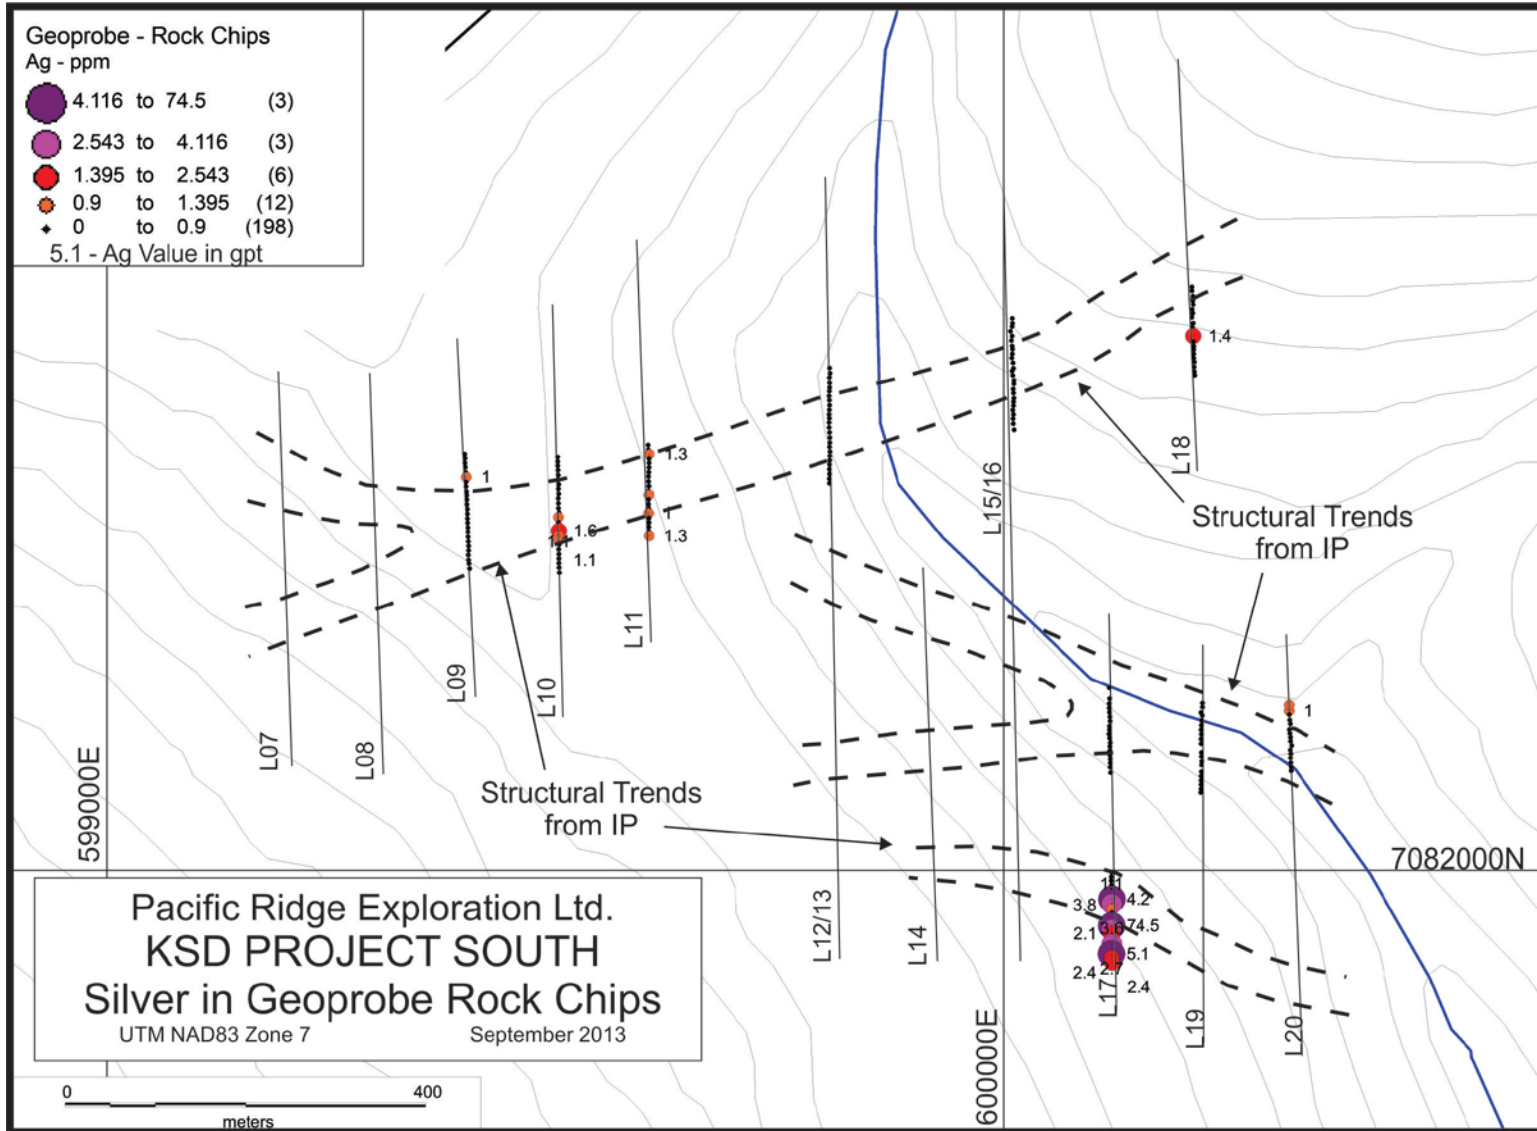 Geoprobe - Rock Chips
Ag - ppm
4.116 to 74.5 (3)
2.543 to 4.116 (3)
1.395 to 2.543 (6)
0.9 to 1.395 (12)
0 to 0.9 (198)
5.1 - Ag Value in gpt
1.4
L18
1.3
1
L15/16
1
1.6
1.3
1.1
Structural Trends
from IP
L11
L09
L10
1
L07
L08
599000E
Structural Trends
from IP
7082000N
4.2
3.8
74.5
2.1
3.6
5.1
2.7
2.4
2.4
L12/13
L14
L17
L19
L20
600000E
Pacific Ridge Exploration Ltd.
KSD PROJECT SOUTH
Silver in Geoprobe Rock Chips
UTM NAD83 Zone 7 September 2013
0 400
meters